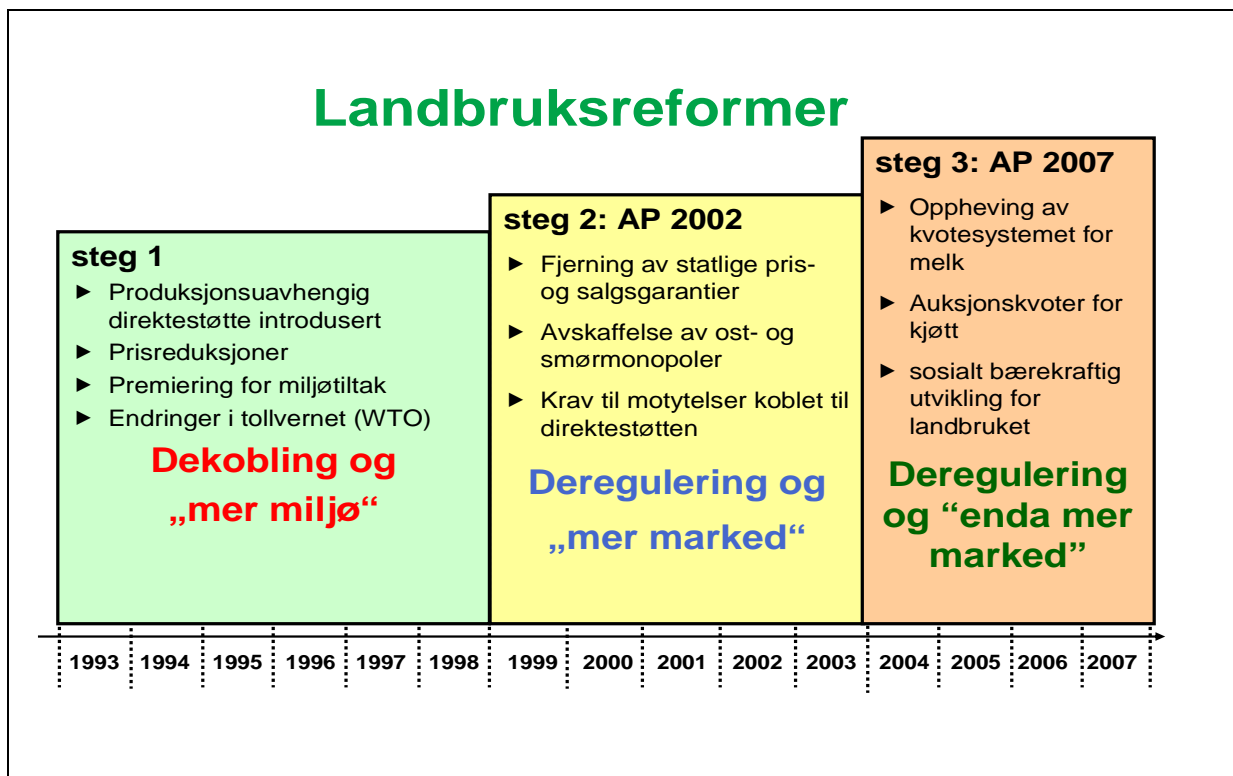 Landbruksreformer
steg 1
► Produksjonsuavhengig
direktestøtte introdusert
► Prisreduksjoner
► Premiering for miljøtiltak
► Endringer i tollvernet (WTO)
Dekobling og
„mer miljø“
steg 2: AP 2002
► Fjerning av statlige pris-
og salgsgarantier
► Avskaffelse av ost- og
smørmonopoler
► Krav til motytelser koblet til
direktestøtten
Deregulering og
„mer marked“
steg 3: AP 2007
► Oppheving av
kvotesystemet for
melk
► Auksjonskvoter for
kjøtt
► sosialt bærekraftig
utvikling for
landbruket
Deregulering
og “enda mer
marked”
1993 1994 1995 1996 1997 1998 1999 2000 2001 2002 2003 2004 2005 2006 2007